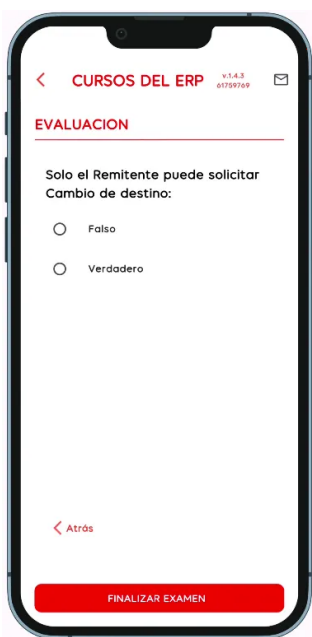 CURSOS DEL ERP
v.1.4.3
61759769
EVALUACION
Solo el Remitente puede solicitar
Cambio de destino:
Falso
Verdadero
Atrás
FINALIZAR EXAMEN